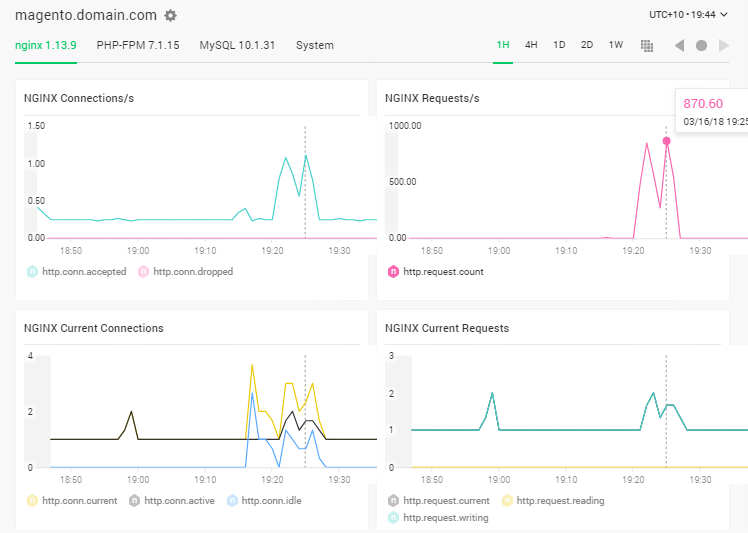 magento.domain.com
UTC+10 • 19:44
nginx 1.13.9 PHP-FPM 7.1.15 MySQL 10.1.31 System
1H 4H 1D 2D 1W
NGINX Connections/s
1.50
1.00
0.50
0.00
18:50 19:00 19:10 19:20 19:30
n http.conn.accepted n http.conn.dropped
NGINX Requests/s
870.60
03/16/18 19:25
1000.00
500.00
0.00
18:50 19:00 19:10 19:20 19:30
n http.request.count
NGINX Current Connections
4
2
0
18:50 19:00 19:10 19:20 19:30
n http.conn.current n http.conn.active n http.conn.idle
NGINX Current Requests
3
2
1
0
18:50 19:00 19:10 19:20 19:30
n http.request.current n http.request.reading
n http.request.writing